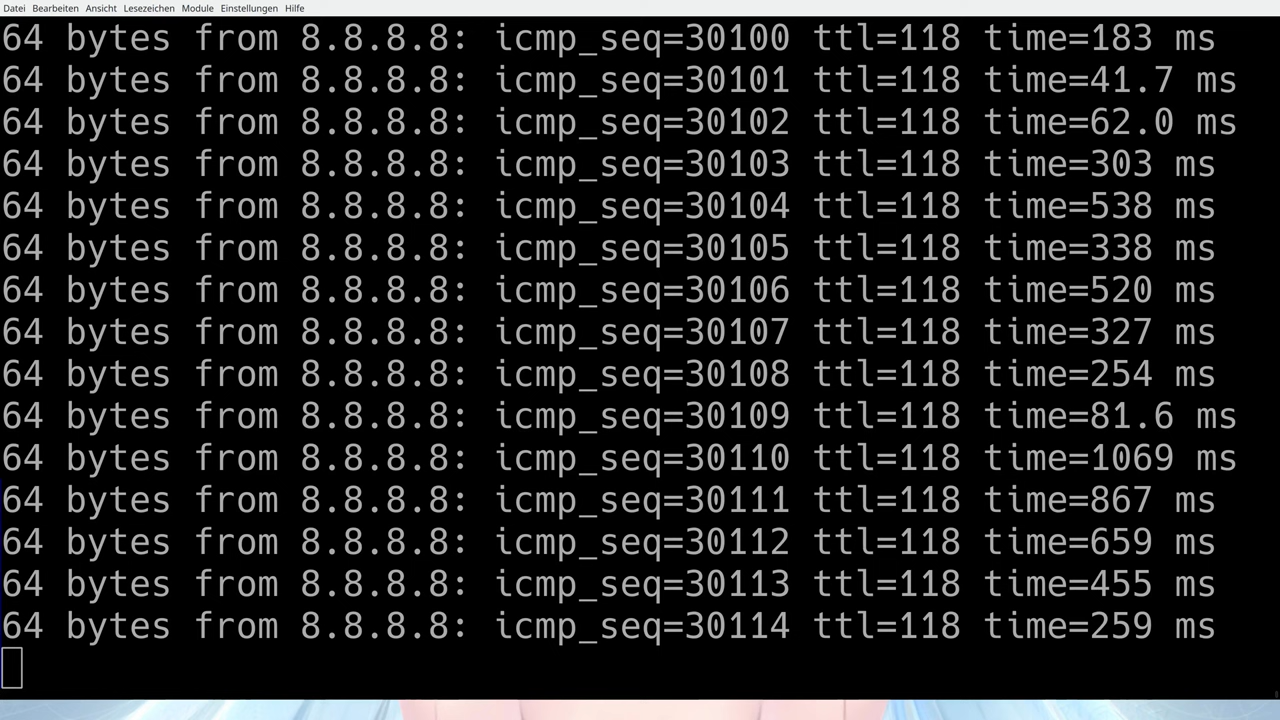 Datei Bearbeiten Ansicht Lesezeichen Module Einstellungen Hilfe
64 bytes from 8.8.8.8: icmp_seq=30100 ttl=118 time=183 ms
64 bytes from 8.8.8.8: icmp_seq=30101 ttl=118 time=41.7 ms
64 bytes from 8.8.8.8: icmp_seq=30102 ttl=118 time=62.0 ms
64 bytes from 8.8.8.8: icmp_seq=30103 ttl=118 time=303 ms
64 bytes from 8.8.8.8: icmp_seq=30104 ttl=118 time=538 ms
64 bytes from 8.8.8.8: icmp_seq=30105 ttl=118 time=338 ms
64 bytes from 8.8.8.8: icmp_seq=30106 ttl=118 time=520 ms
64 bytes from 8.8.8.8: icmp_seq=30107 ttl=118 time=327 ms
64 bytes from 8.8.8.8: icmp_seq=30108 ttl=118 time=254 ms
64 bytes from 8.8.8.8: icmp_seq=30109 ttl=118 time=81.6 ms
64 bytes from 8.8.8.8: icmp_seq=30110 ttl=118 time=1069 ms
64 bytes from 8.8.8.8: icmp_seq=30111 ttl=118 time=867 ms
64 bytes from 8.8.8.8: icmp_seq=30112 ttl=118 time=659 ms
64 bytes from 8.8.8.8: icmp_seq=30113 ttl=118 time=455 ms
64 bytes from 8.8.8.8: icmp_seq=30114 ttl=118 time=259 ms